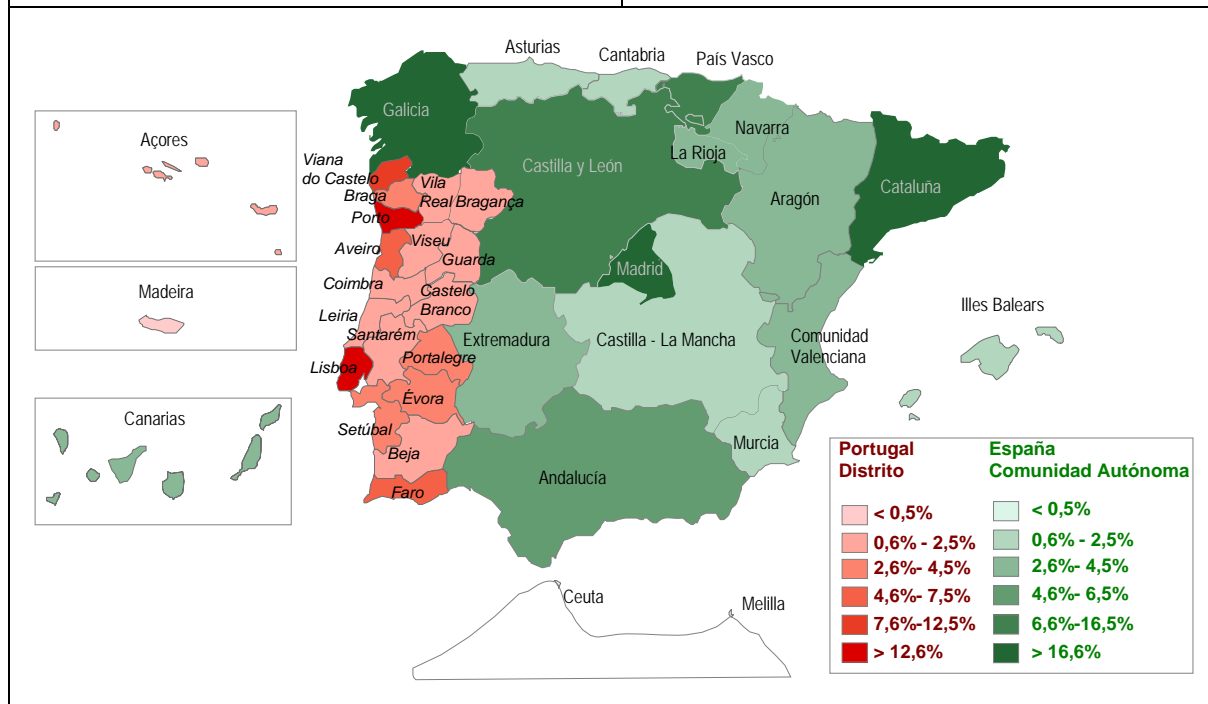 Asturias
Cantabria
País Vasco
Galicia
Navarra
Açores
La Rioja
Viana
do Castelo
Castilla y León
Vila
Real
Bragança
Braga
Cataluña
Aragón
Porto
Viseu
Aveiro
Guarda
Madrid
Coimbra
Castelo
Branco
Madeira
Leiria
Santarém
Illes Balears
Extremadura
Castilla - La Mancha
Comunidad
Valenciana
Portalegre
Lisboa
Évora
Canarias
Setúbal
Beja
Murcia
Andalucía
Faro
Ceuta
Melilla
Portugal
Distrito
< 0,5%
0,6% - 2,5%
2,6%- 4,5%
4,6%- 7,5%
7,6%-12,5%
> 12,6%
España
Comunidad Autónoma
< 0,5%
0,6% - 2,5%
2,6%- 4,5%
4,6%- 6,5%
6,6%-16,5%
> 16,6%